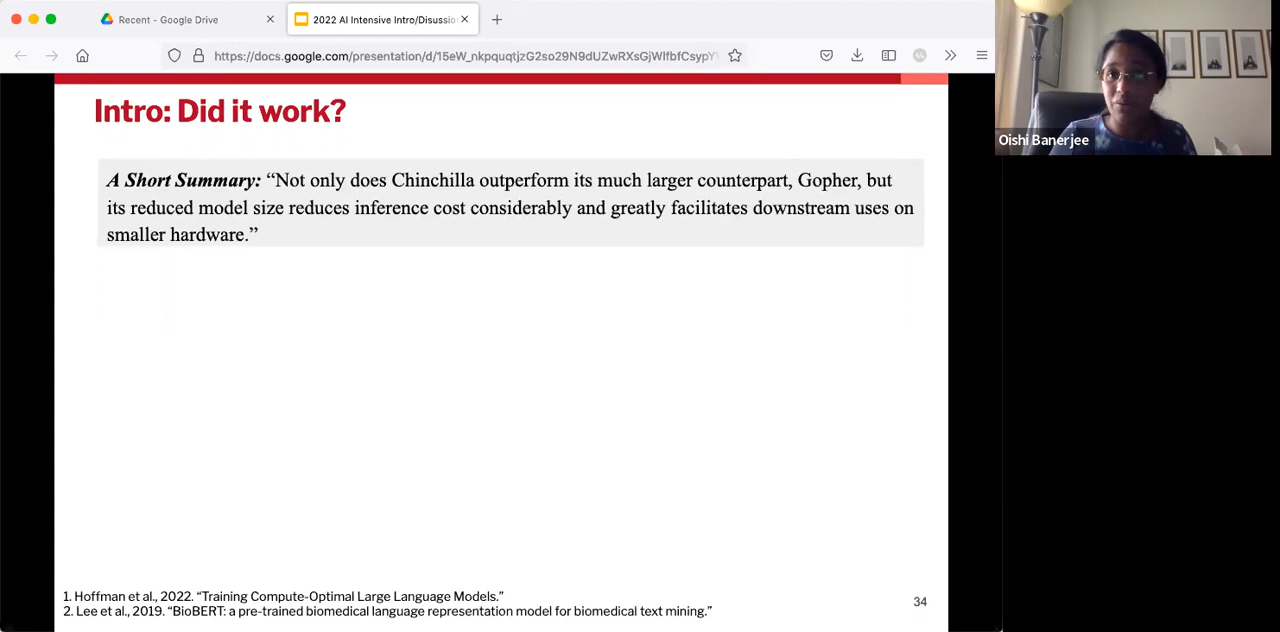 Recent - Google Drive
2022 AI Intensive Intro/Disussio
https://docs.google.com/presentation/d/15eW_nkpquqtjzG2so29N9dUZwRXsGjWlfbfCsypY
Intro: Did it work?
A Short Summary: “Not only does Chinchilla outperform its much larger counterpart, Gopher, but
its reduced model size reduces inference cost considerably and greatly facilitates downstream uses on
smaller hardware.”
Oishi Banerjee
1. Hoffman et al., 2022. “Training Compute-Optimal Large Language Models.”
2. Lee et al., 2019. “BioBERT: a pre-trained biomedical language representation model for biomedical text mining.”
34